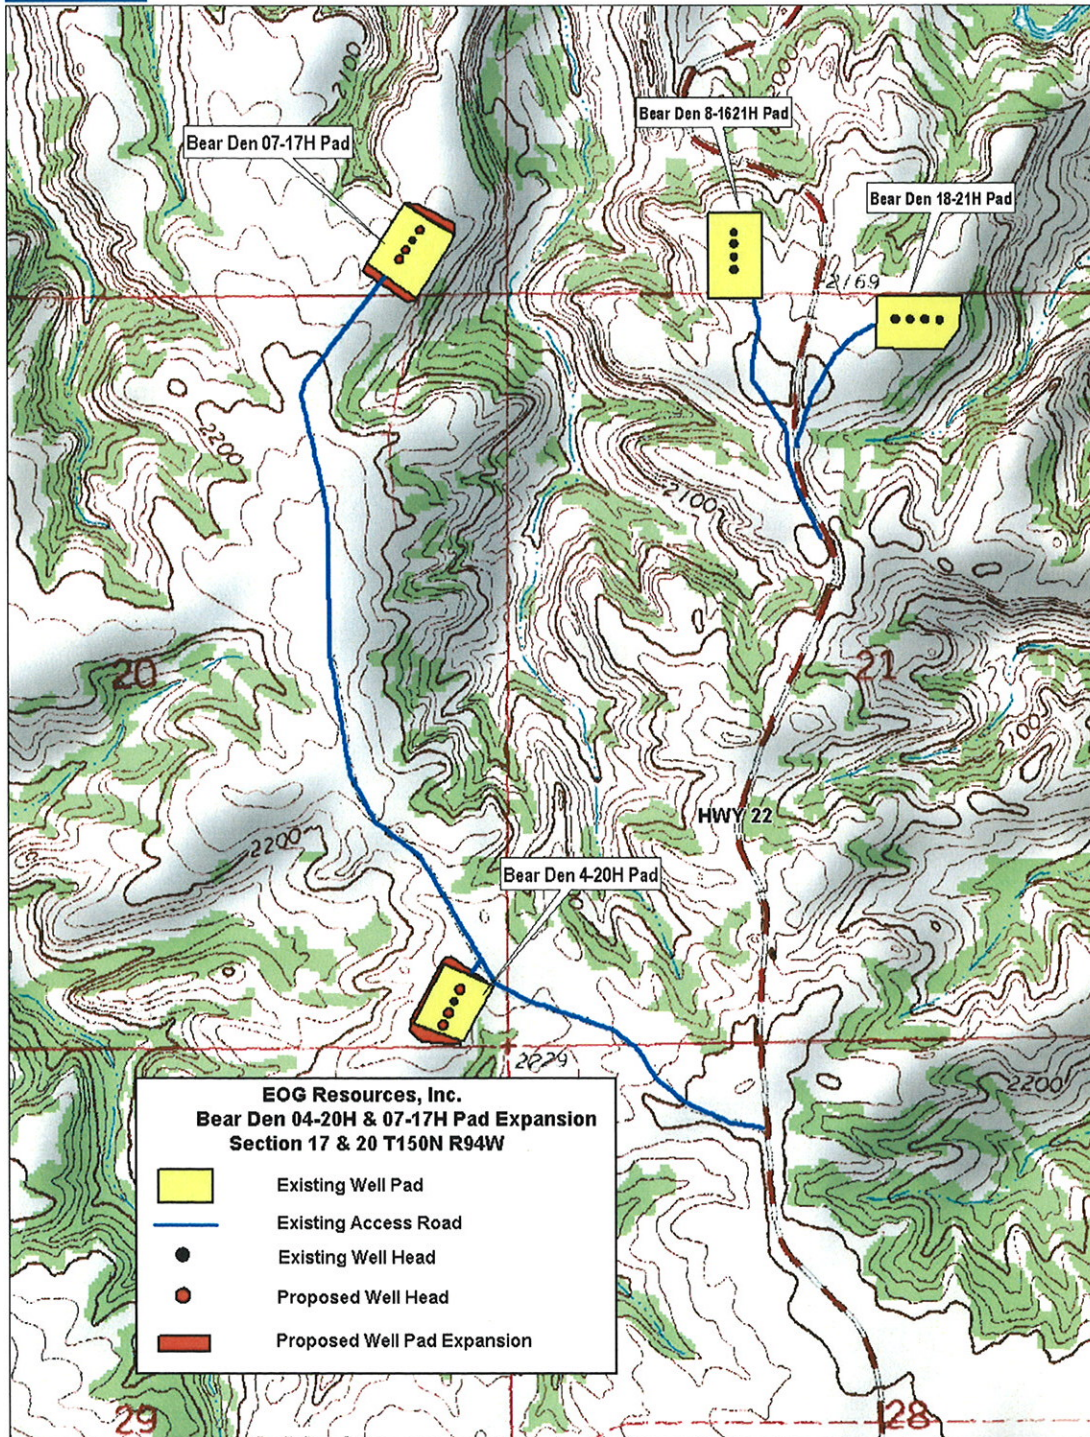 2100
Bear Den 8-1621H Pad
Bear Den 07-17H Pad
Bear Den 18-21H Pad
2169
2200
2100
20
21
2100
HWY 22
2200
Bear Den 4-20H Pad
2229
2200
EOG Resources, Inc.
Bear Den 04-20H & 07-17H Pad Expansion
Section 17 & 20 T150N R94W
Existing Well Pad
Existing Access Road
Existing Well Head
Proposed Well Head
Proposed Well Pad Expansion
29
28